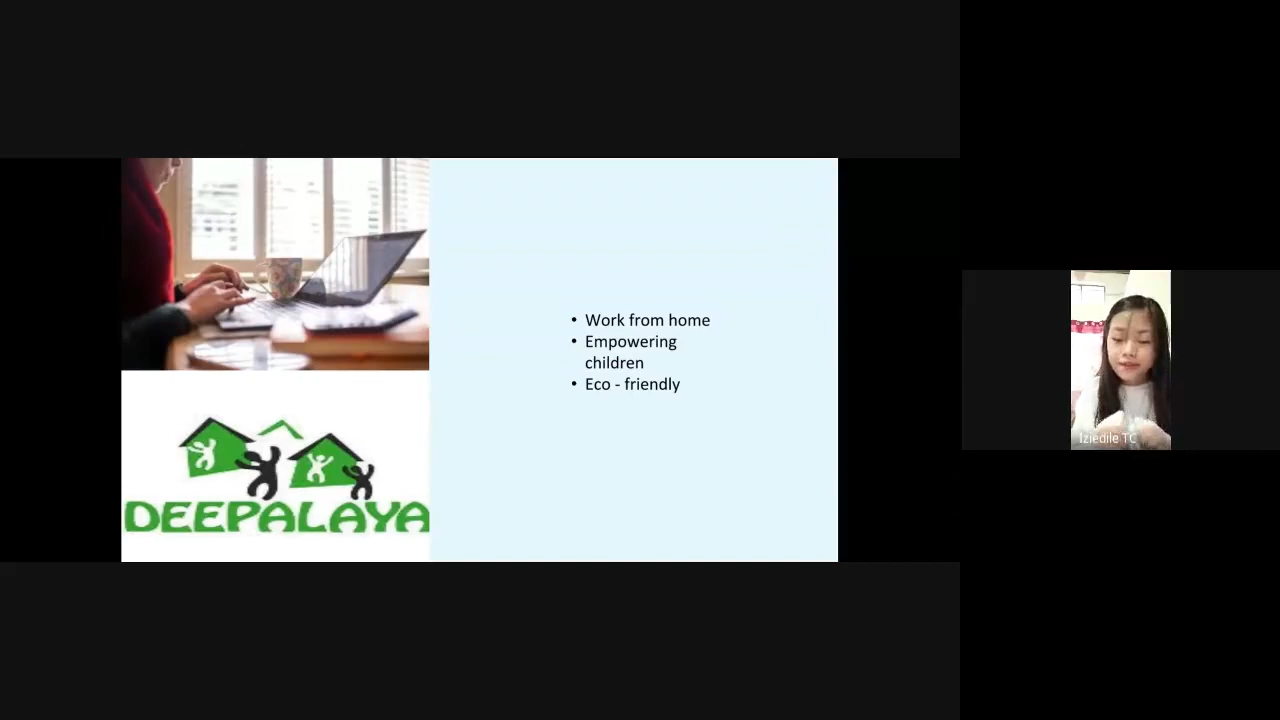 • Work from home
• Empowering
children
• Eco - friendly
DEEPALAYA
Iziedile TC